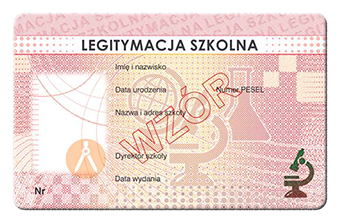 LEGITYMACJA SZKOLNA
Imię i nazwisko
Data urodzenia Numer PESEL
Nazwa i adres szkoły
WZÓR
Dyrektor szkoły
Data wydania
Nr